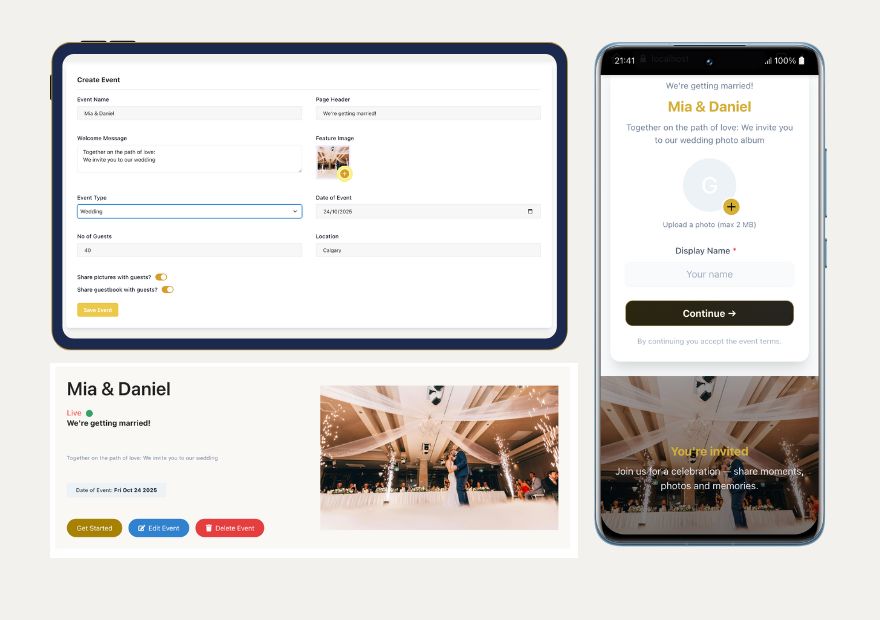 Create Event
Event Name
Mia & Daniel
Page Header
We're getting married!
Welcome Message
Together on the path of love:
We invite you to our wedding
Feature Image
Event Type
Wedding
Date of Event
24/10/2025
No of Guests
40
Location
Calgary
Share pictures with guests?
Share guestbook with guests?
Save Event
Mia & Daniel
Live
We're getting married!
Together on the path of love: We invite you to our wedding
Date of Event: Fri Oct 24 2025
Get Started
Edit Event
Delete Event
21:41
localhost
100%
We're getting married!
Mia & Daniel
Together on the path of love: We invite you
to our wedding photo album
G
Upload a photo (max 2 MB)
Display Name *
Your name
Continue →
By continuing you accept the event terms.
You're invited
Join us for a celebration — share moments,
photos and memories.